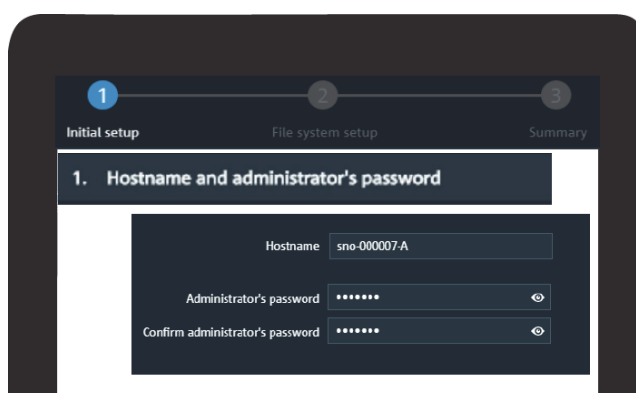 1 2 3
Initial setup File system setup Summary
1. Hostname and administrator's password
Hostname sno-000007-A
Administrator's password •••••••
Confirm administrator's password •••••••